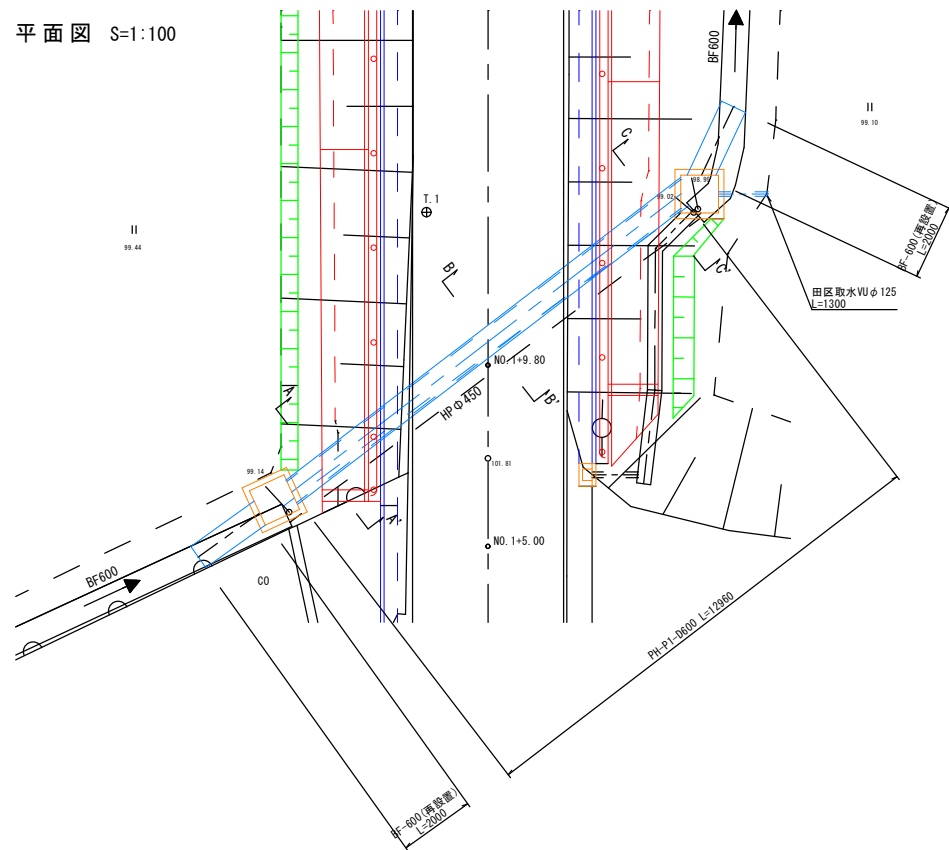 平面図 S=1:100
BF600
II
99.10
C
98.99
99.02
T.1
II
99.44
B
C'
BF-600(再設置)
L=2000
田区取水VUφ125
L=1300
NO.1+9.80
A
B'
HPΦ450
101.81
99.14
A'
NO.1+5.00
BF600
CO
PH-P1-D600 L=12960
BF-600(再設置)
L=2000